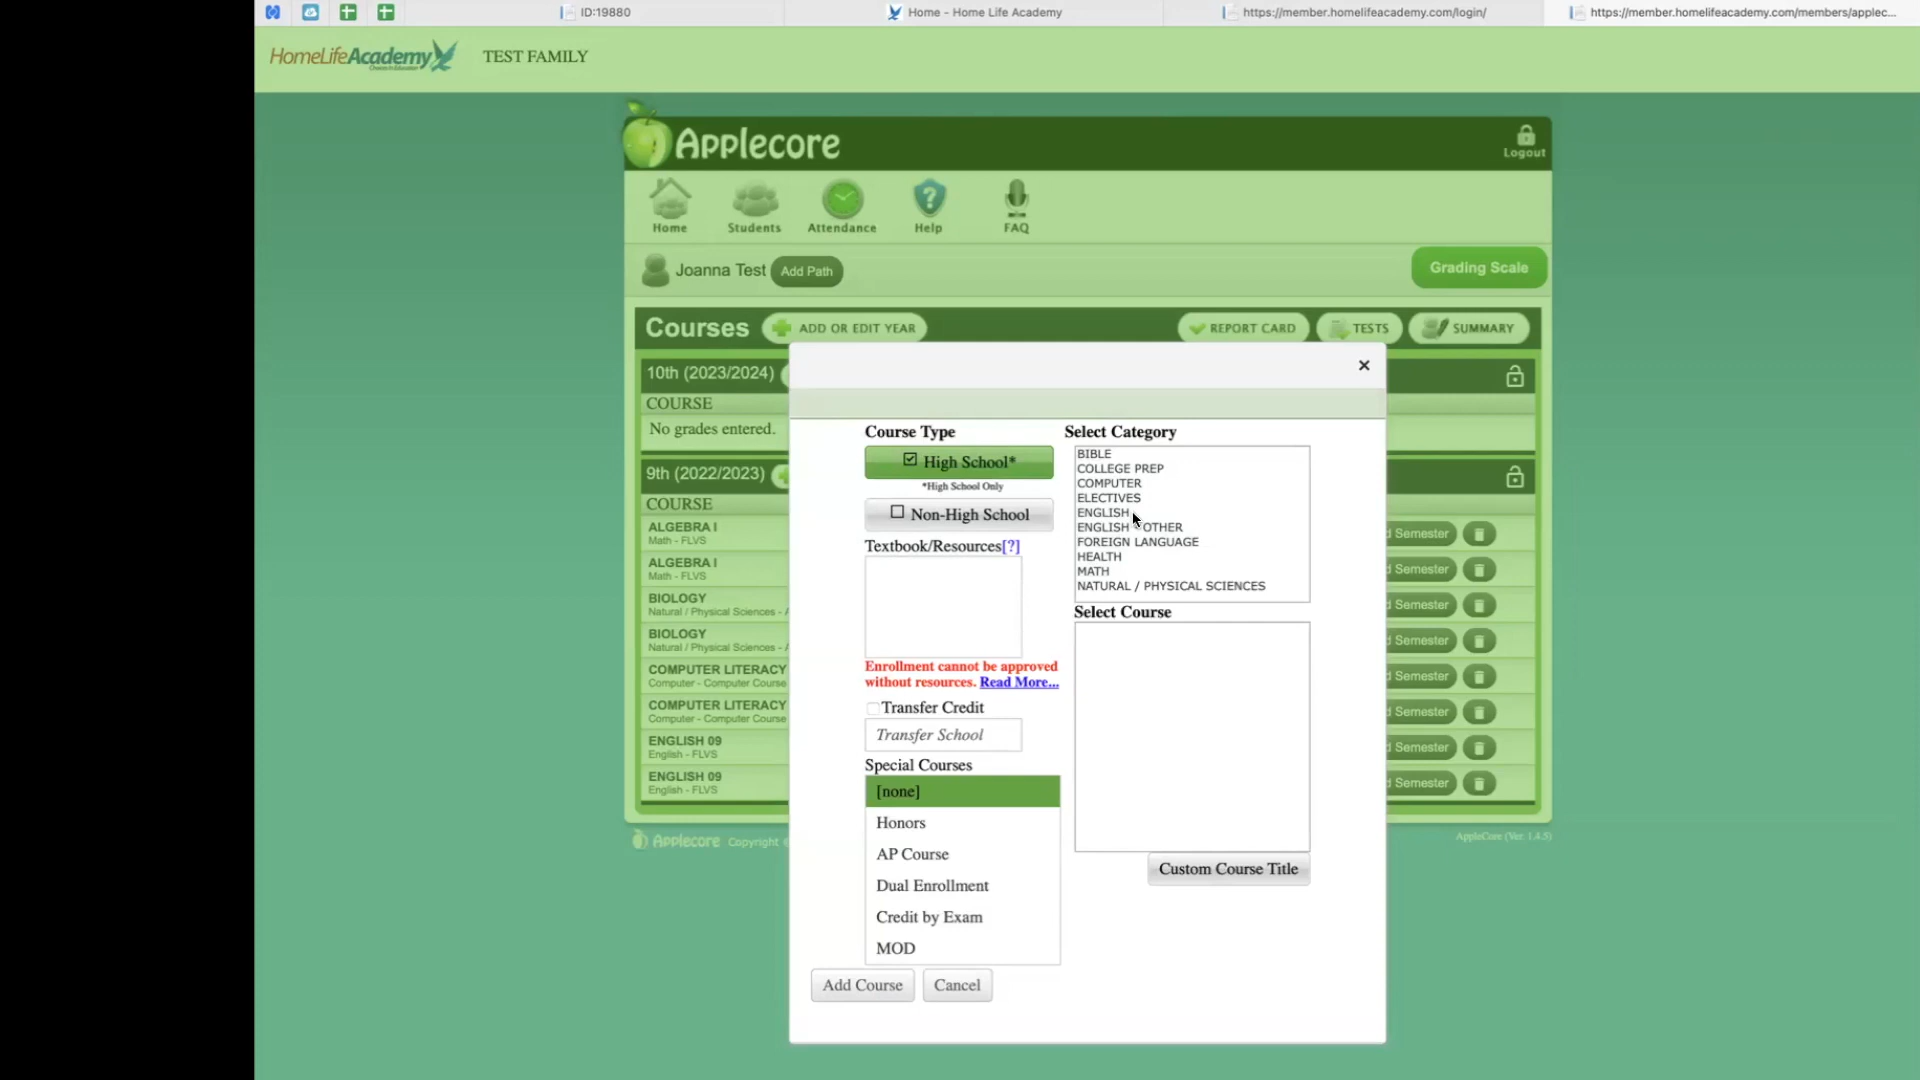 ID:19880
Home - Home Life Academy
https://member.homelifeacademy.com/login/
https://member.homelifeacademy.com/members/applec...
HomeLifeAcademy
TEST FAMILY
Applecore
Logout
Home
Students
Attendance
Help
FAQ
Joanna Test
Add Path
Grading Scale
Courses
ADD OR EDIT YEAR
REPORT CARD
TESTS
SUMMARY
10th (2023/2024)
COURSE
No grades entered.
9th (2022/2023)
COURSE
ALGEBRA I
Math - FLVS
d Semester
ALGEBRA I
Math - FLVS
d Semester
BIOLOGY
Natural / Physical Sciences - A
d Semester
BIOLOGY
Natural / Physical Sciences - A
d Semester
COMPUTER LITERACY
Computer - Computer Course
d Semester
COMPUTER LITERACY
Computer - Computer Course
d Semester
ENGLISH 09
English - FLVS
d Semester
ENGLISH 09
English - FLVS
d Semester
Applecore Copyright
AppleCore (Ver. 1.4.5)
×
Course Type
High School*
*High School Only
Non-High School
Textbook/Resources[?]
Enrollment cannot be approved
without resources. Read More...
Transfer Credit
Transfer School
Special Courses
[none]
Honors
AP Course
Dual Enrollment
Credit by Exam
MOD
Add Course
Cancel
Select Category
BIBLE
COLLEGE PREP
COMPUTER
ELECTIVES
ENGLISH
ENGLISH OTHER
FOREIGN LANGUAGE
HEALTH
MATH
NATURAL / PHYSICAL SCIENCES
Select Course
Custom Course Title